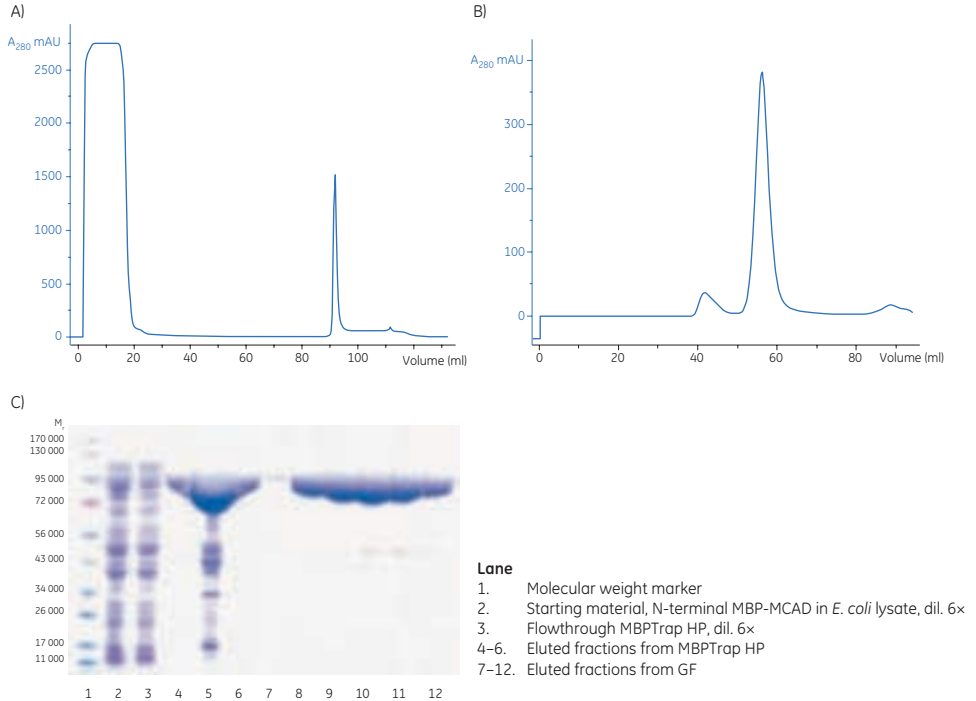 A)
A280 mAU
2500
2000
1500
1000
500
0
0 20 40 60 80 100
Volume (ml)
B)
A280 mAU
300
200
100
0
0 20 40 60 80
Volume (ml)
C)
Mr
170 000
130 000
95 000
72 000
56 000
43 000
34 000
26 000
17 000
11 000
1 2 3 4 5 6 7 8 9 10 11 12
Lane
1. Molecular weight marker
2. Starting material, N-terminal MBP-MCAD in E. coli lysate, dil. 6×
3. Flowthrough MBPTrap HP, dil. 6×
4–6. Eluted fractions from MBPTrap HP
7–12. Eluted fractions from GF